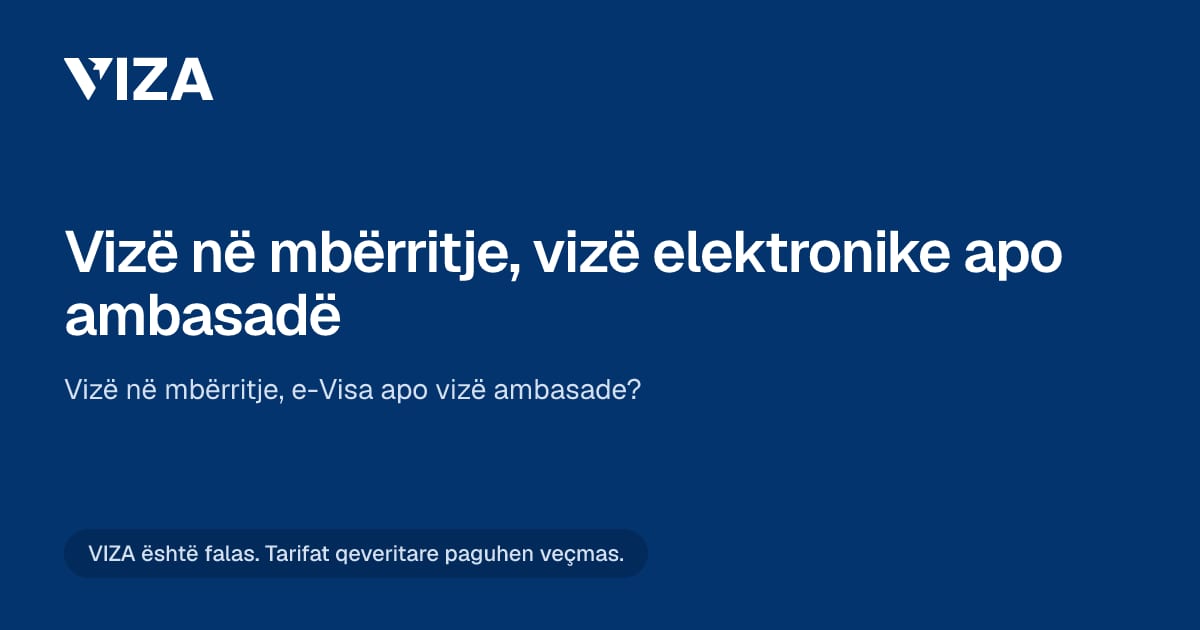 VIZA
Vizë në mbërritje, vizë elektronike apo
ambasadë
Vizë në mbërritje, e-Visa apo vizë ambasade?
VIZA është falas. Tarifat qeveritare paguhen veçmas.